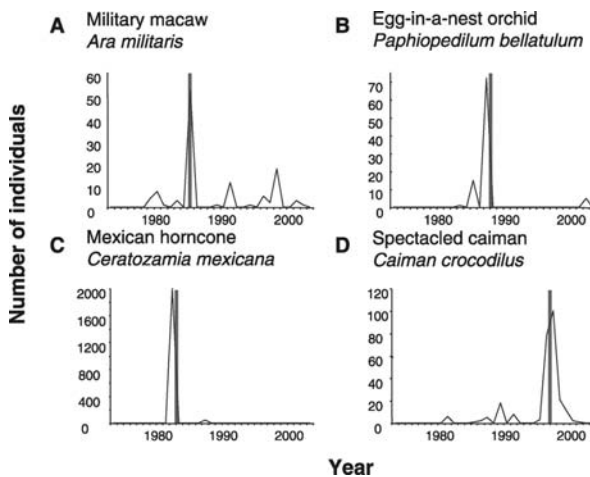 A Military macaw
Ara militaris
B Egg-in-a-nest orchid
Paphiopedilum bellatulum
60
50
40
30
20
10
0
1980 1990 2000
70
60
50
40
30
20
10
0
1980 1990 2000
C Mexican horncone
Ceratozamia mexicana
D Spectacled caiman
Caiman crocodilus
2000
1600
1200
800
400
0
1980 1990 2000
120
100
80
60
40
20
0
1980 1990 2000
Number of individuals
Year